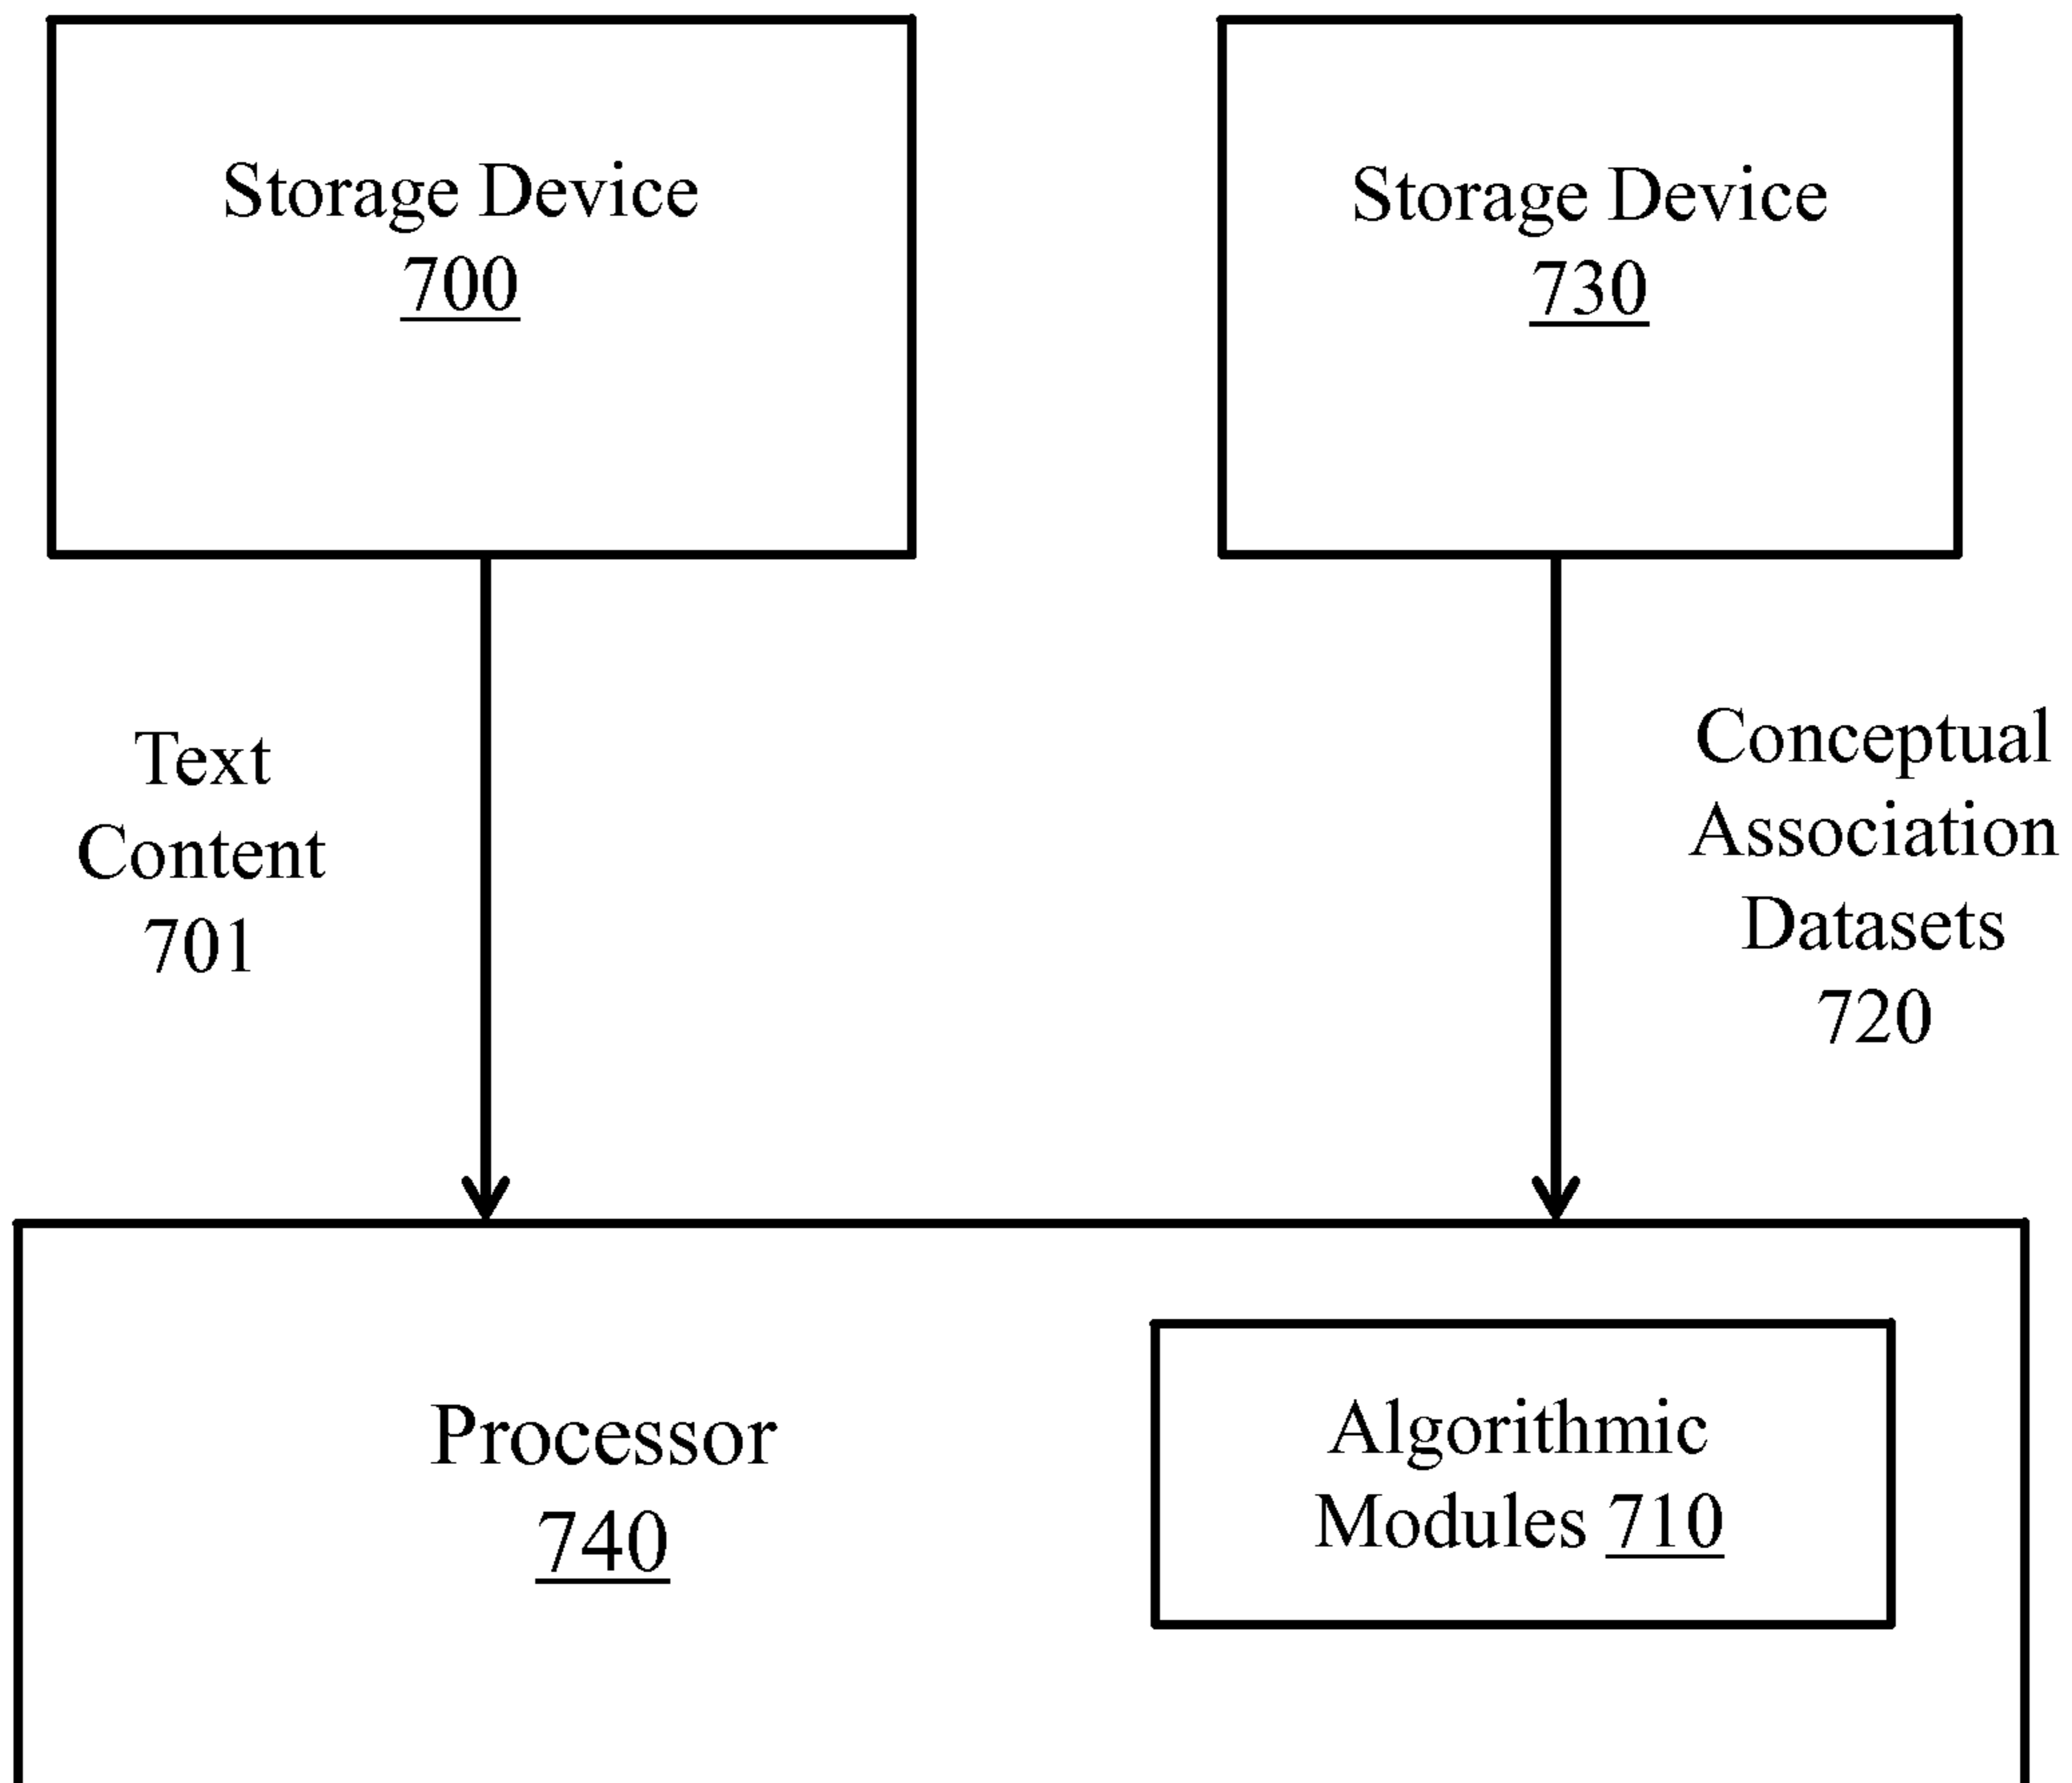 Storage Device
700
Storage Device
730
Text
Content
701
Conceptual
Association
Datasets
720
Processor
740
Algorithmic
Modules 710